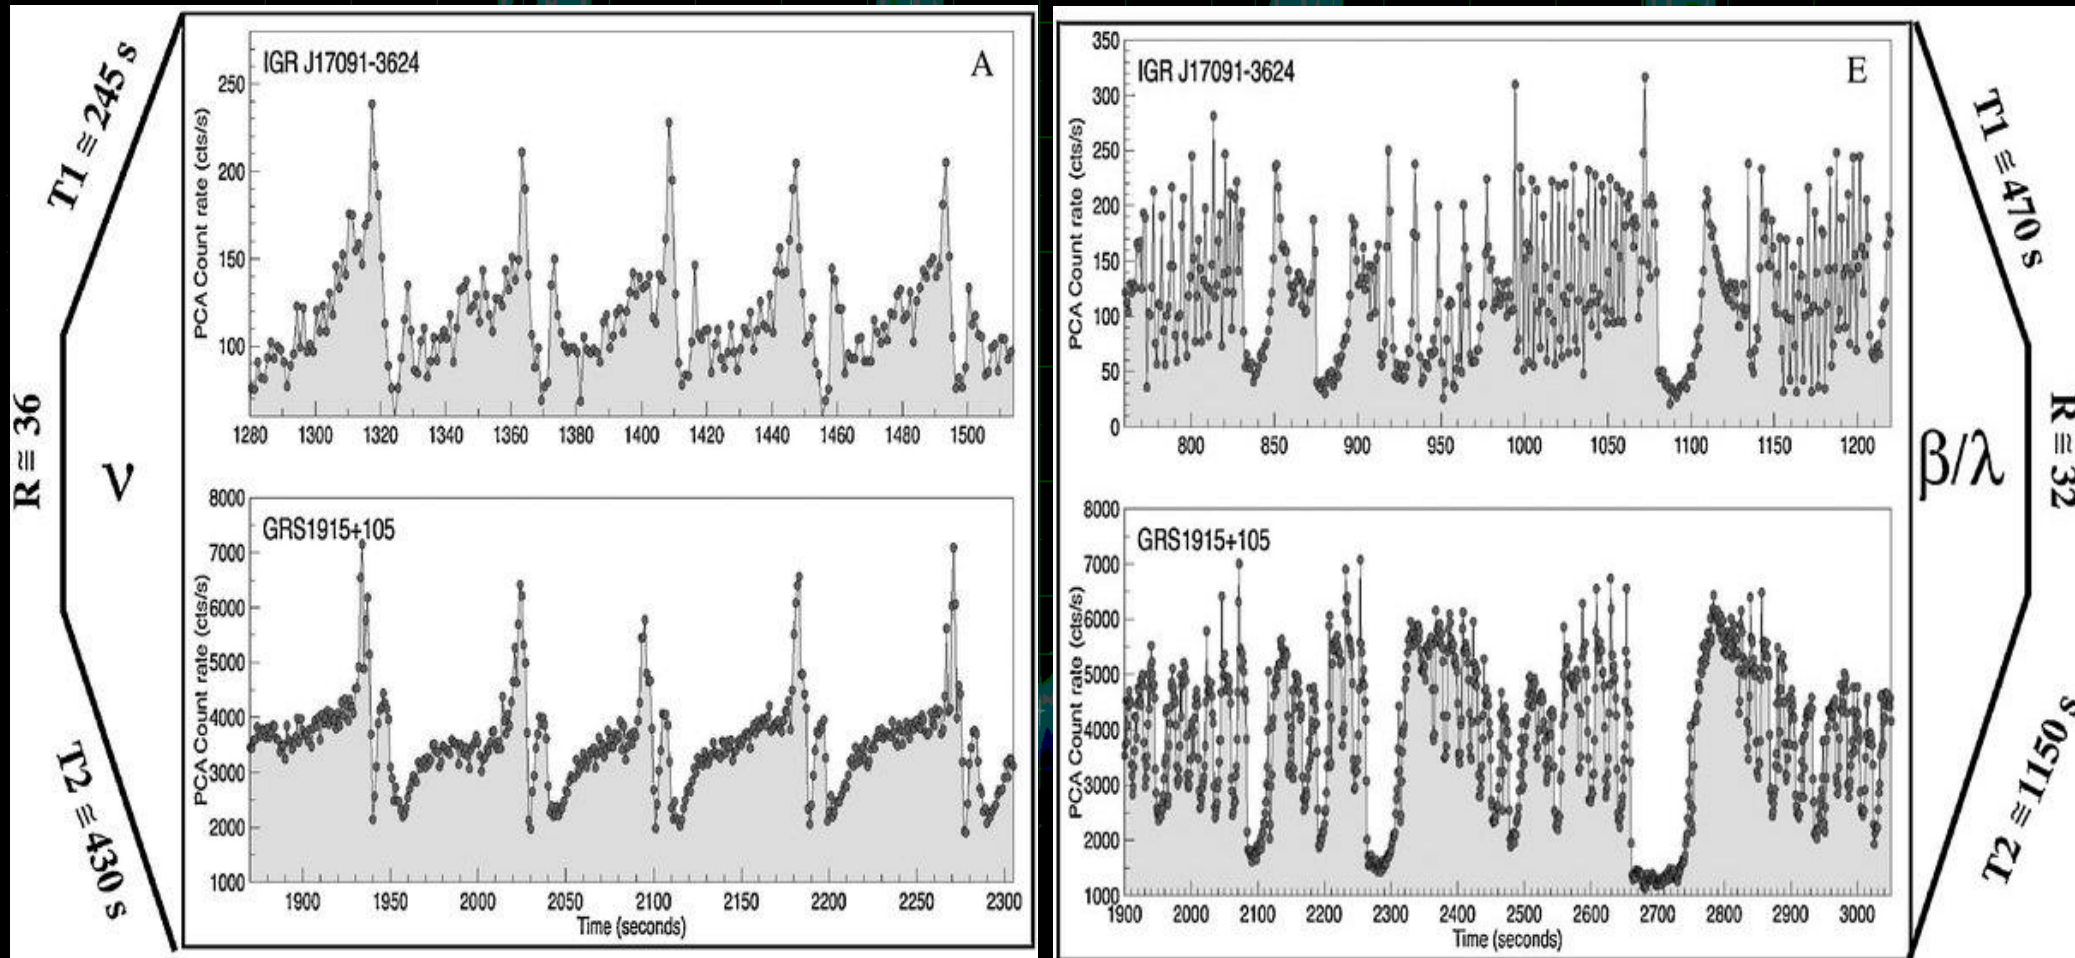 T1 ≅ 245 s
R ≅ 36
ν
T2 ≅ 430 s
IGR J17091-3624
A
PCA Count rate (cts/s)
250
200
150
100
1280 1300 1320 1340 1360 1380 1400 1420 1440 1460 1480 1500
GRS1915+105
PCA Count rate (cts/s)
8000
7000
6000
5000
4000
3000
2000
1000
1900 1950 2000 2050 2100 2150 2200 2250 2300
Time (seconds)
IGR J17091-3624
E
PCA Count rate (cts/s)
350
300
250
200
150
100
50
0
800 850 900 950 1000 1050 1100 1150 1200
GRS1915+105
PCA Count rate (cts/s)
8000
7000
6000
5000
4000
3000
2000
1000
1900 2000 2100 2200 2300 2400 2500 2600 2700 2800 2900 3000
Time (seconds)
T1 ≅ 470 s
β/λ
R ≅ 32
T2 ≅ 1150 s